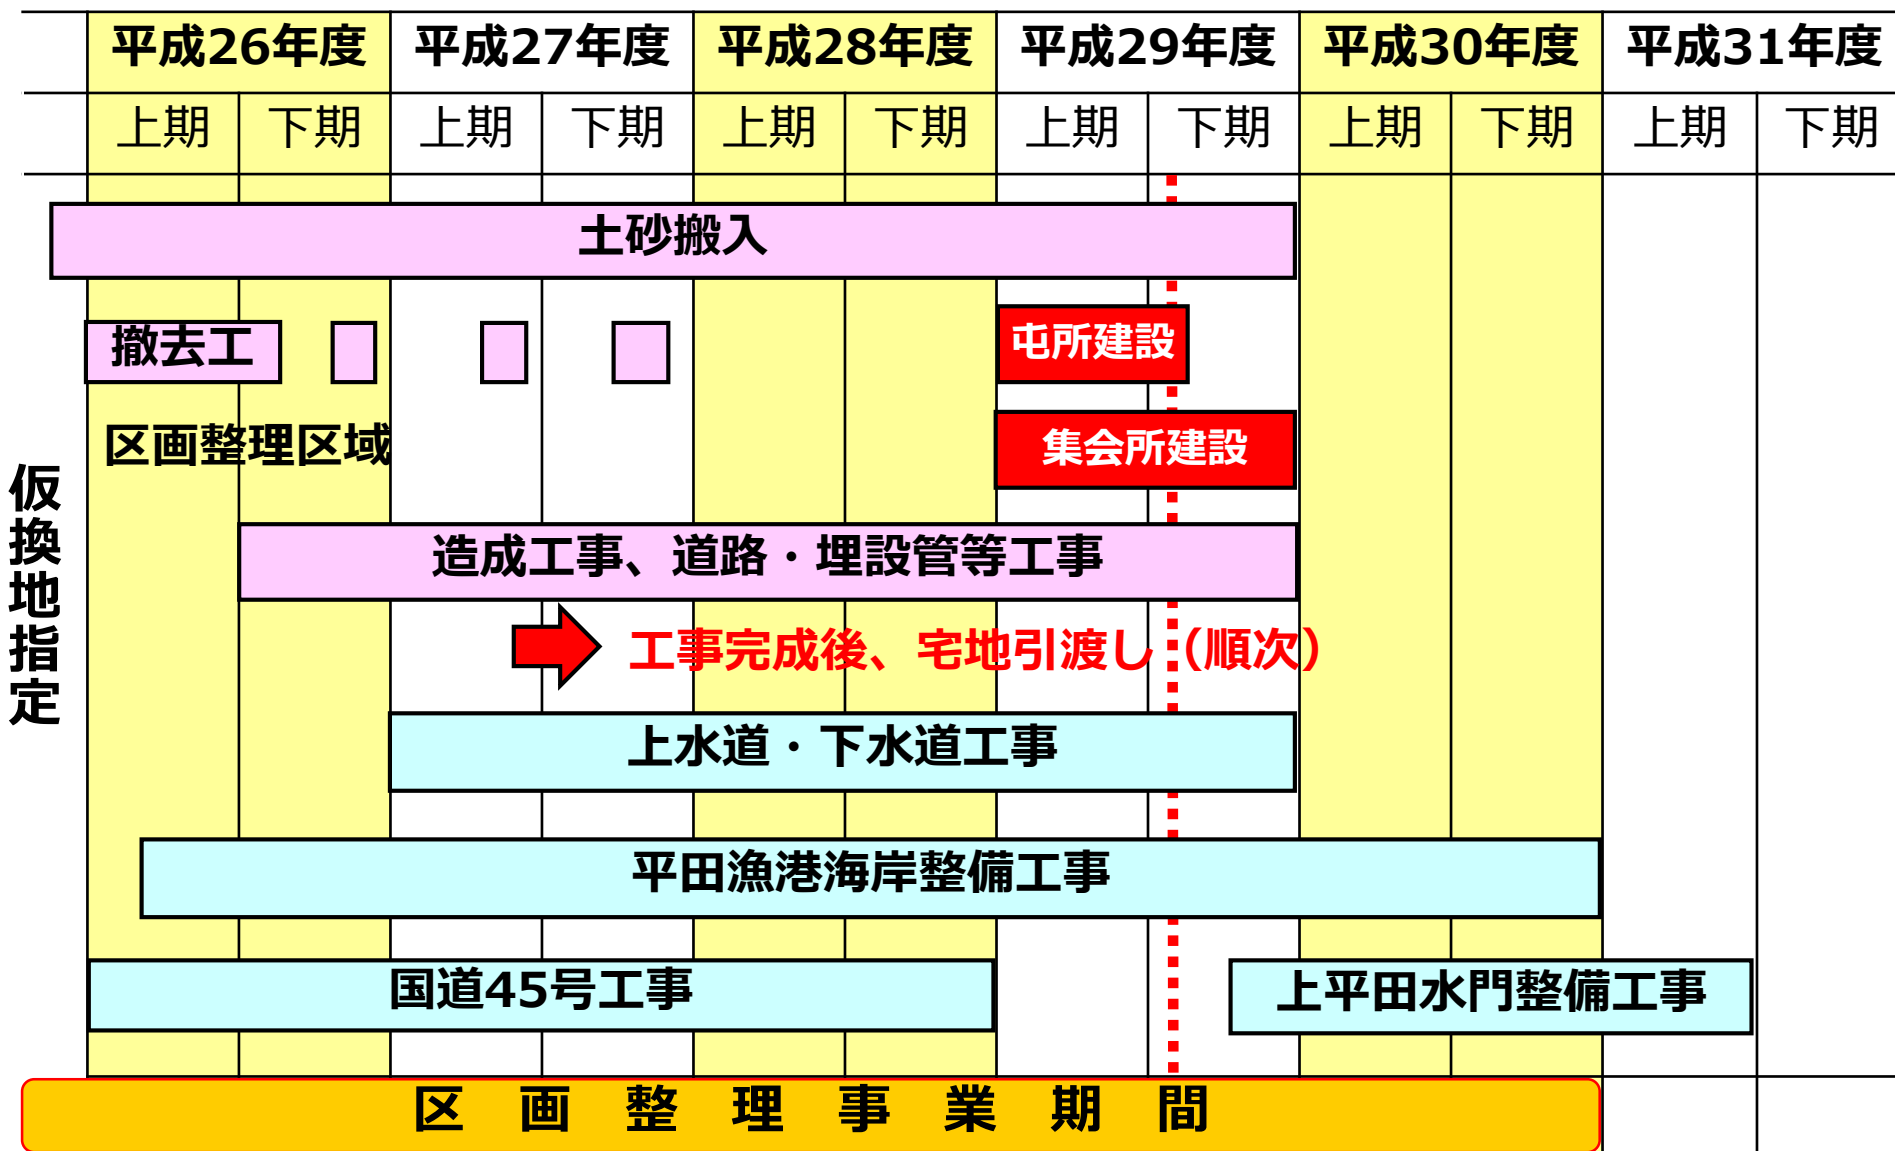 平成26年度
平成27年度
平成28年度
平成29年度
平成30年度
平成31年度
上期
下期
上期
下期
上期
下期
上期
下期
上期
下期
上期
下期
土砂搬入
撤去工
屯所建設
区画整理区域
集会所建設
仮換地指定
造成工事、道路・埋設管等工事
工事完成後、宅地引渡し（順次）
上水道・下水道工事
平田漁港海岸整備工事
国道45号工事
上平田水門整備工事
区画整理事業期間